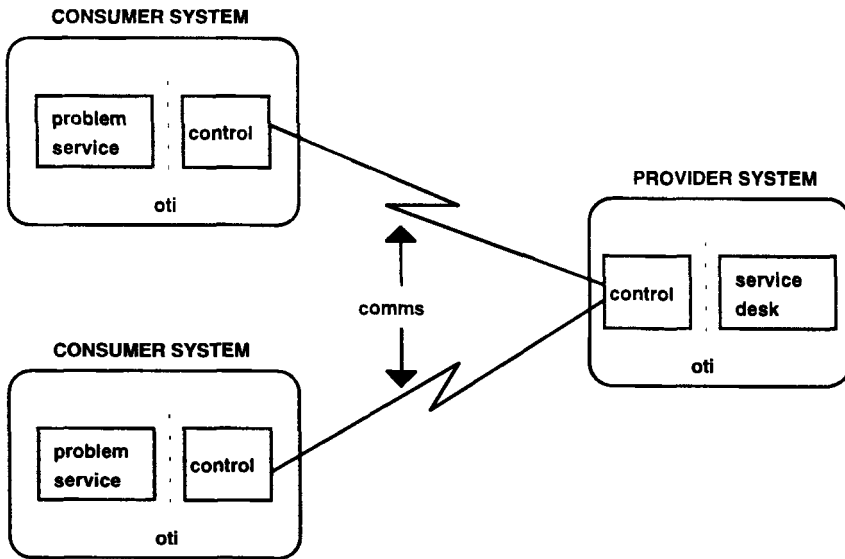 CONSUMER SYSTEM
problem
service
control
oti
PROVIDER SYSTEM
control
service
desk
oti
comms
CONSUMER SYSTEM
problem
service
control
oti